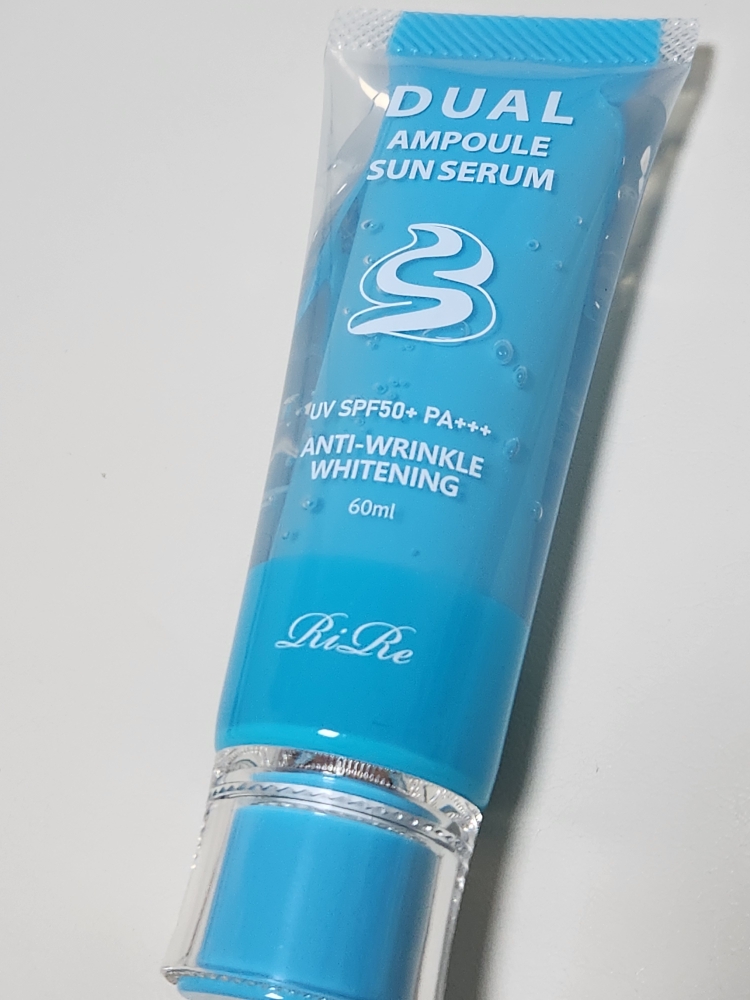 DUAL
AMPOULE
SUN SERUM
UV SPF50+ PA+++
ANTI-WRINKLE
WHITENING
60ml
RiRe